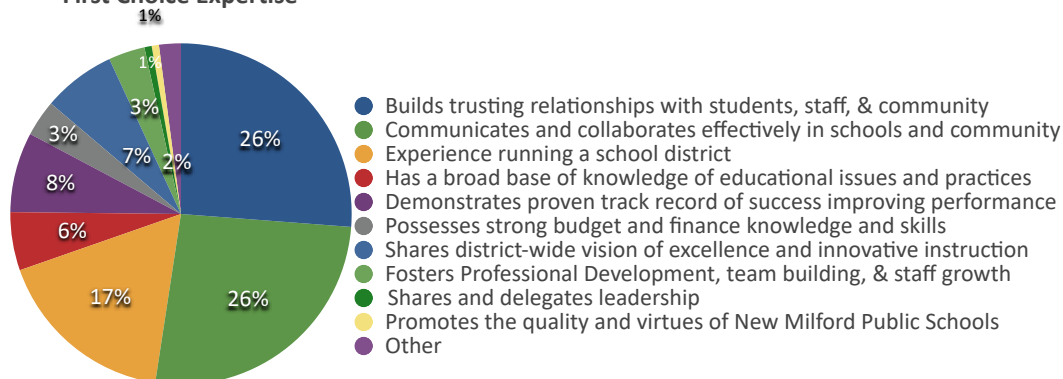 First Choice Expertise
1%
1%
3%
2%
7%
3%
8%
6%
17%
26%
26%
Builds trusting relationships with students, staff, & community
Communicates and collaborates effectively in schools and community
Experience running a school district
Has a broad base of knowledge of educational issues and practices
Demonstrates proven track record of success improving performance
Possesses strong budget and finance knowledge and skills
Shares district-wide vision of excellence and innovative instruction
Fosters Professional Development, team building, & staff growth
Shares and delegates leadership
Promotes the quality and virtues of New Milford Public Schools
Other